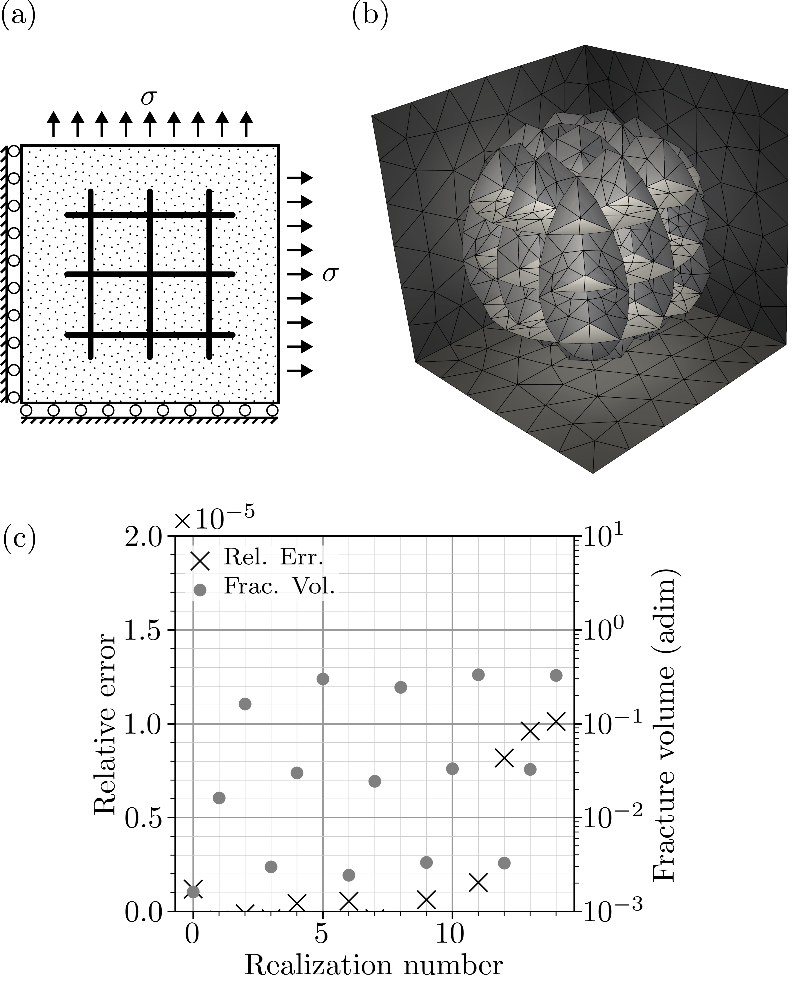 (a)
(b)
σ
σ
(c)
×10⁻⁵
2.0
1.5
1.0
0.5
0.0
Relative error
Rel. Err.
Frac. Vol.
10¹
10⁰
10⁻¹
10⁻²
10⁻³
Fracture volume (adim)
0 5 10
Realization number